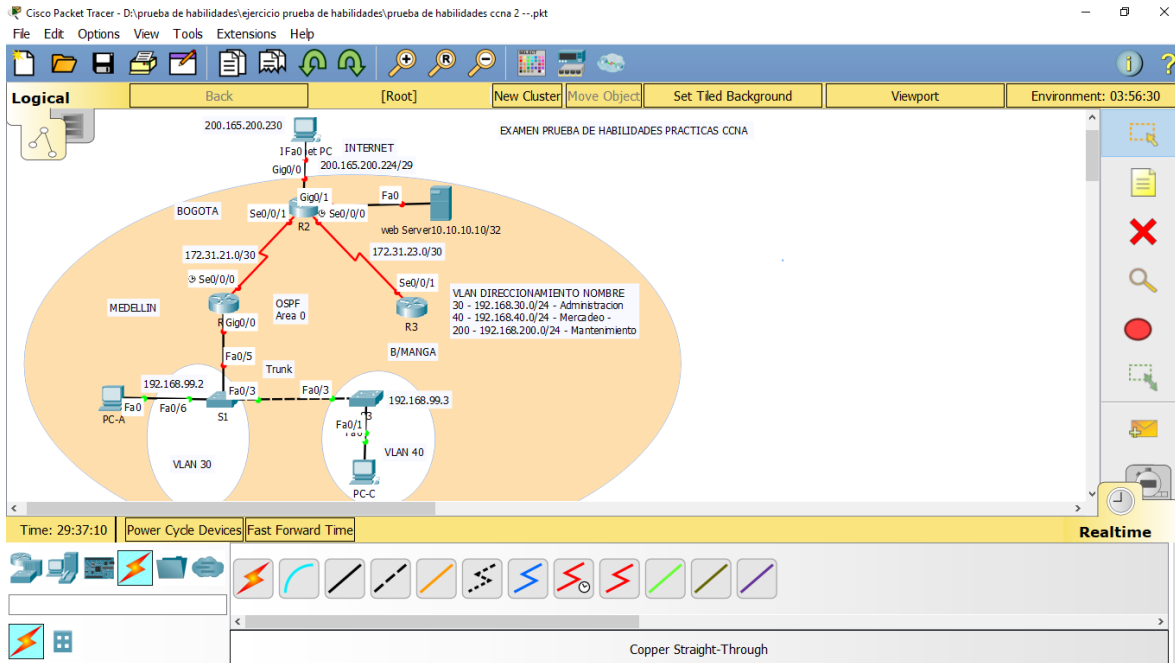 Cisco Packet Tracer - D:\prueba de habilidades\ejercicio prueba de habilidades\prueba de habilidades ccna 2 --.pkt
File Edit Options View Tools Extensions Help
Logical
Back
[Root]
New Cluster
Move Object
Set Tiled Background
Viewport
Environment: 03:56:30
EXAMEN PRUEBA DE HABILIDADES PRACTICAS CCNA
200.165.200.230
Fa0
et PC
INTERNET
200.165.200.224/29
Gig0/0
Gig0/1
Fa0
BOGOTA
Se0/0/1
Se0/0/0
R2
web Server10.10.10.10/32
172.31.21.0/30
172.31.23.0/30
Se0/0/0
Se0/0/1
MEDELLIN
OSPF
Area 0
R
Gig0/0
R3
B/MANGA
VLAN DIRECCIONAMIENTO NOMBRE
30 - 192.168.30.0/24 - Administracion
40 - 192.168.40.0/24 - Mercadeo -
200 - 192.168.200.0/24 - Mantenimiento
Fa0/5
Trunk
192.168.99.2
Fa0/3
Fa0/3
192.168.99.3
Fa0
Fa0/6
PC-A
S1
3
Fa0/1
VLAN 30
VLAN 40
PC-C
Time: 29:37:10
Power Cycle Devices
Fast Forward Time
Realtime
SELECT
Copper Straight-Through